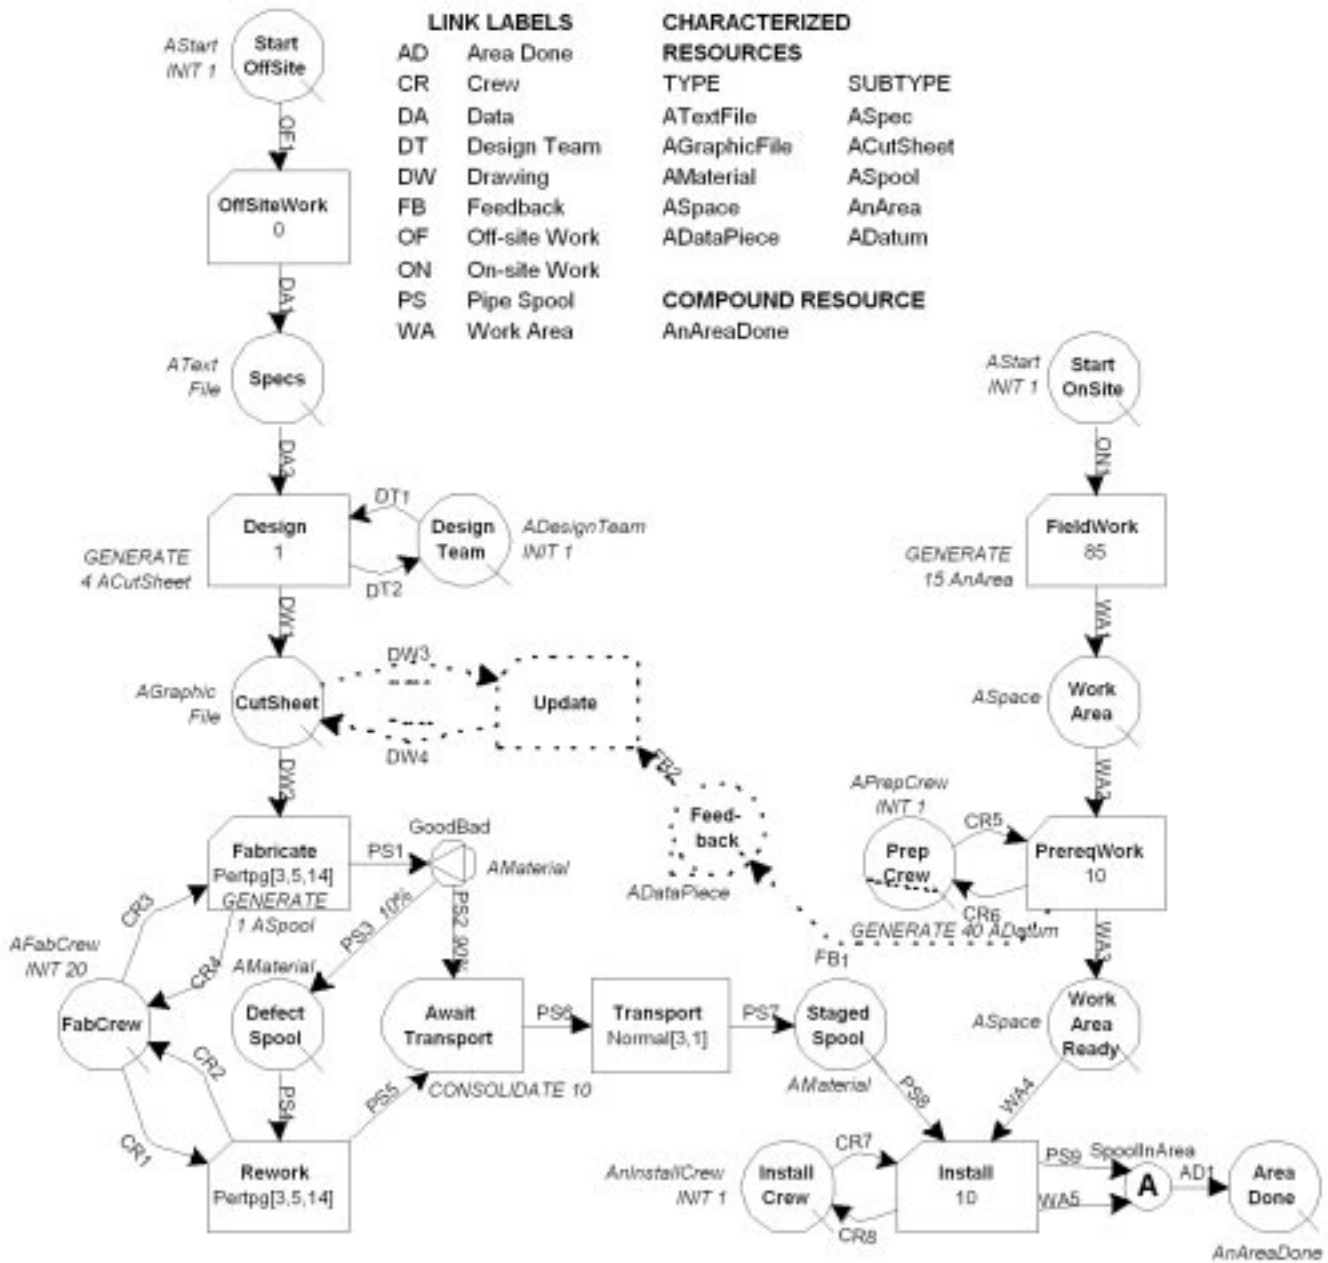 LINK LABELS
AD Area Done
CR Crew
DA Data
DT Design Team
DW Drawing
FB Feedback
OF Off-site Work
ON On-site Work
PS Pipe Spool
WA Work Area
CHARACTERIZED
RESOURCES
TYPE SUBTYPE
ATextFile ASpec
AGraphicFile ACutSheet
AMaterial ASpool
ASpace AnArea
ADataPiece ADatum
COMPOUND RESOURCE
AnAreaDone
AStart
INIT 1
Start
OffSite
OF1
OffSiteWork
0
DA1
AText
File
Specs
DA2
Design
1
GENERATE
4 ACutSheet
DT1
DT2
Design
Team
ADesignTeam
INIT 1
DW1
AGraphic
File
CutSheet
DW3
DW4
Update
FB2
Feed-
back
ADataPiece
FB1
DW2
Fabricate
Pertpg[3,5,14]
GENERATE
1 ASpool
PS1
GoodBad
AMaterial
PS2 90%
PS3 10%
CR3
CR4
AFabCrew
INIT 20
FabCrew
CR2
CR1
AMaterial
Defect
Spool
PS4
Rework
Pertpg[3,5,14]
PS5
Await
Transport
CONSOLIDATE 10
PS6
Transport
Normal[3,1]
PS7
Staged
Spool
AMaterial
PS8
AStart
INIT 1
Start
OnSite
ON1
FieldWork
85
GENERATE
15 AnArea
WA1
ASpace
Work
Area
WA2
APrepCrew
INIT 1
Prep
Crew
CR5
CR6
PrereqWork
10
GENERATE 40 ADatum
WA3
ASpace
Work
Area
Ready
WA4
AnInstallCrew
INIT 1
Install
Crew
CR7
CR8
Install
10
PS9
WA5
SpoolInArea
A
AD1
Area
Done
AnAreaDone